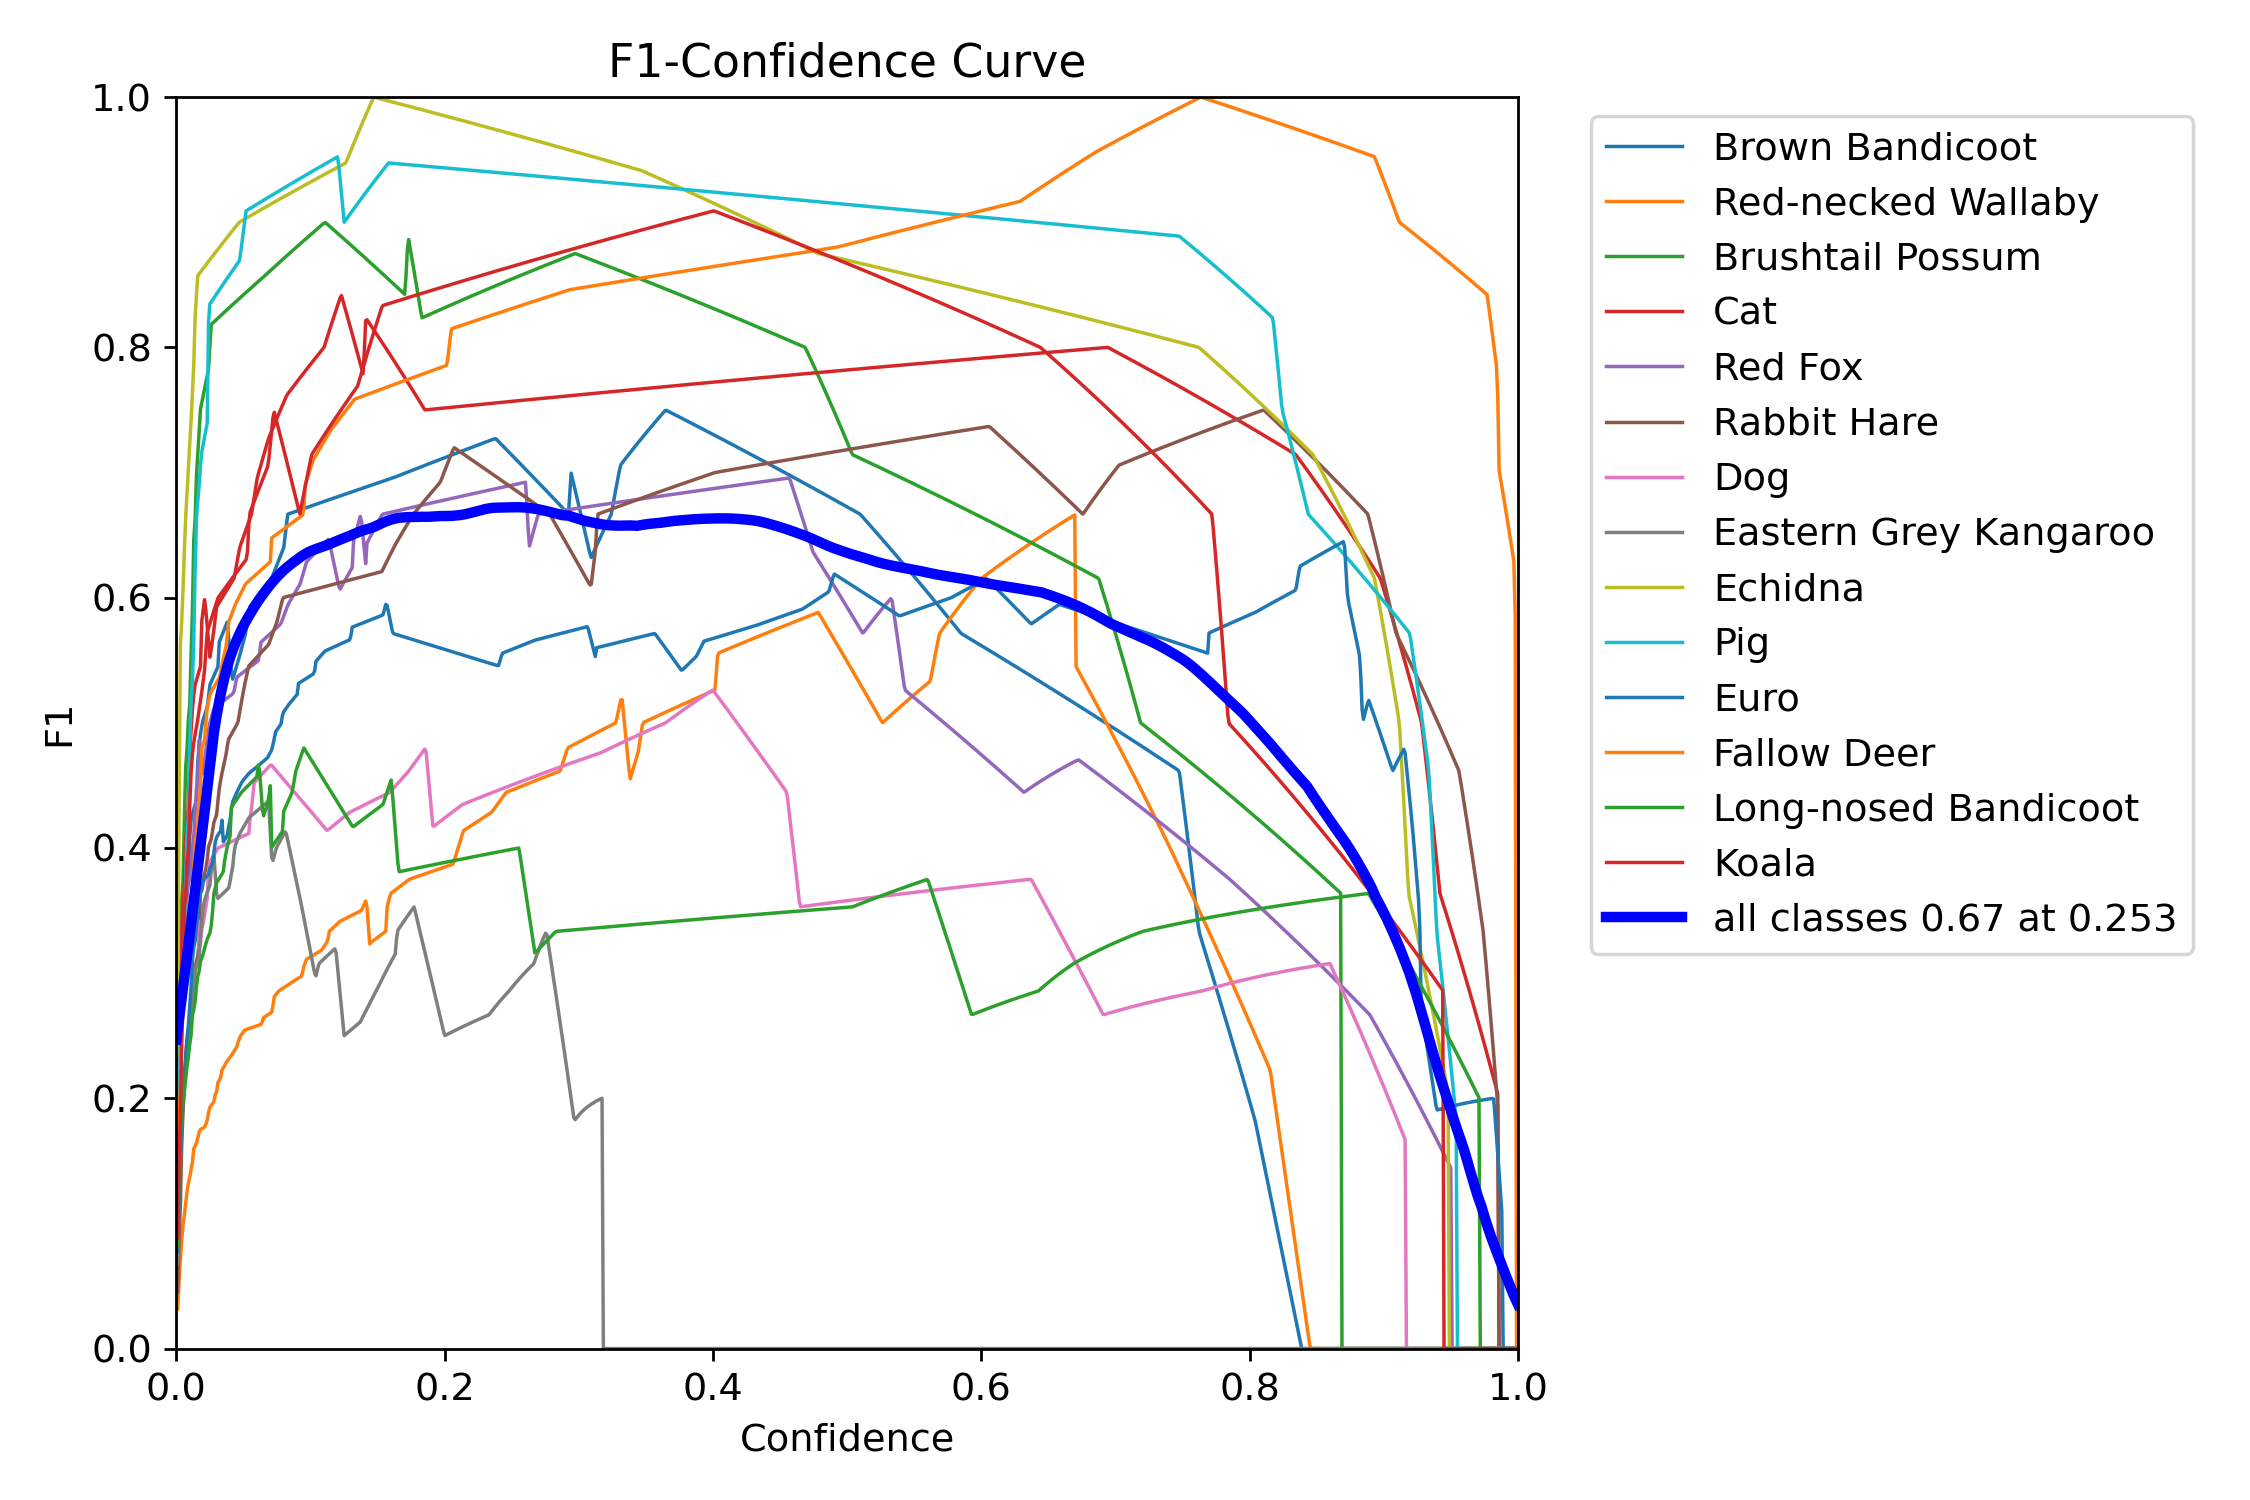 F1-Confidence Curve
1.0
0.8
0.6
0.4
0.2
0.0
F1
0.0 0.2 0.4 0.6 0.8 1.0
Confidence
Brown Bandicoot
Red-necked Wallaby
Brushtail Possum
Cat
Red Fox
Rabbit Hare
Dog
Eastern Grey Kangaroo
Echidna
Pig
Euro
Fallow Deer
Long-nosed Bandicoot
Koala
all classes 0.67 at 0.253